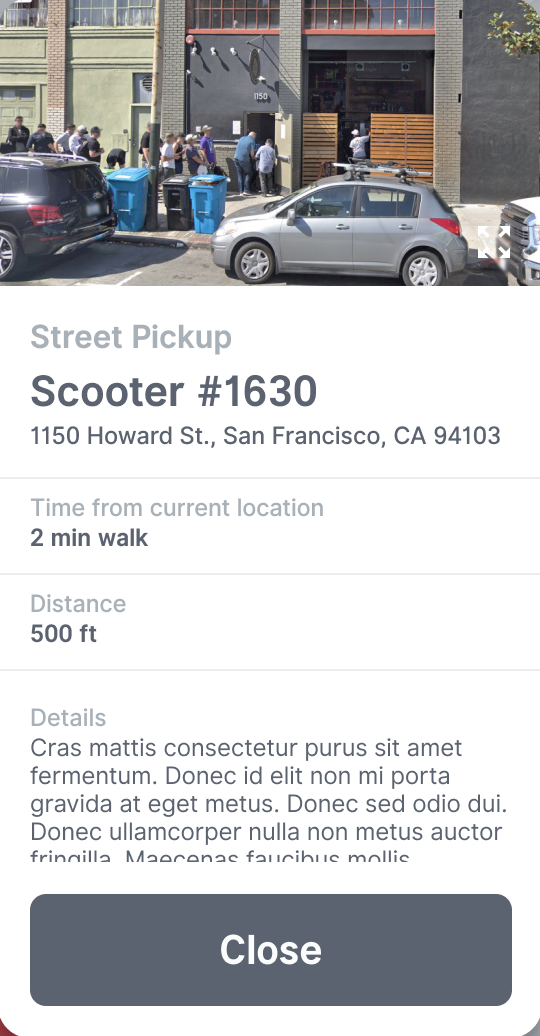 1150
Street Pickup
Scooter #1630
1150 Howard St., San Francisco, CA 94103
Time from current location
2 min walk
Distance
500 ft
Details
Cras mattis consectetur purus sit amet
fermentum. Donec id elit non mi porta
gravida at eget metus. Donec sed odio dui.
Donec ullamcorper nulla non metus auctor
fringilla. Maecenas faucibus mollis
Close